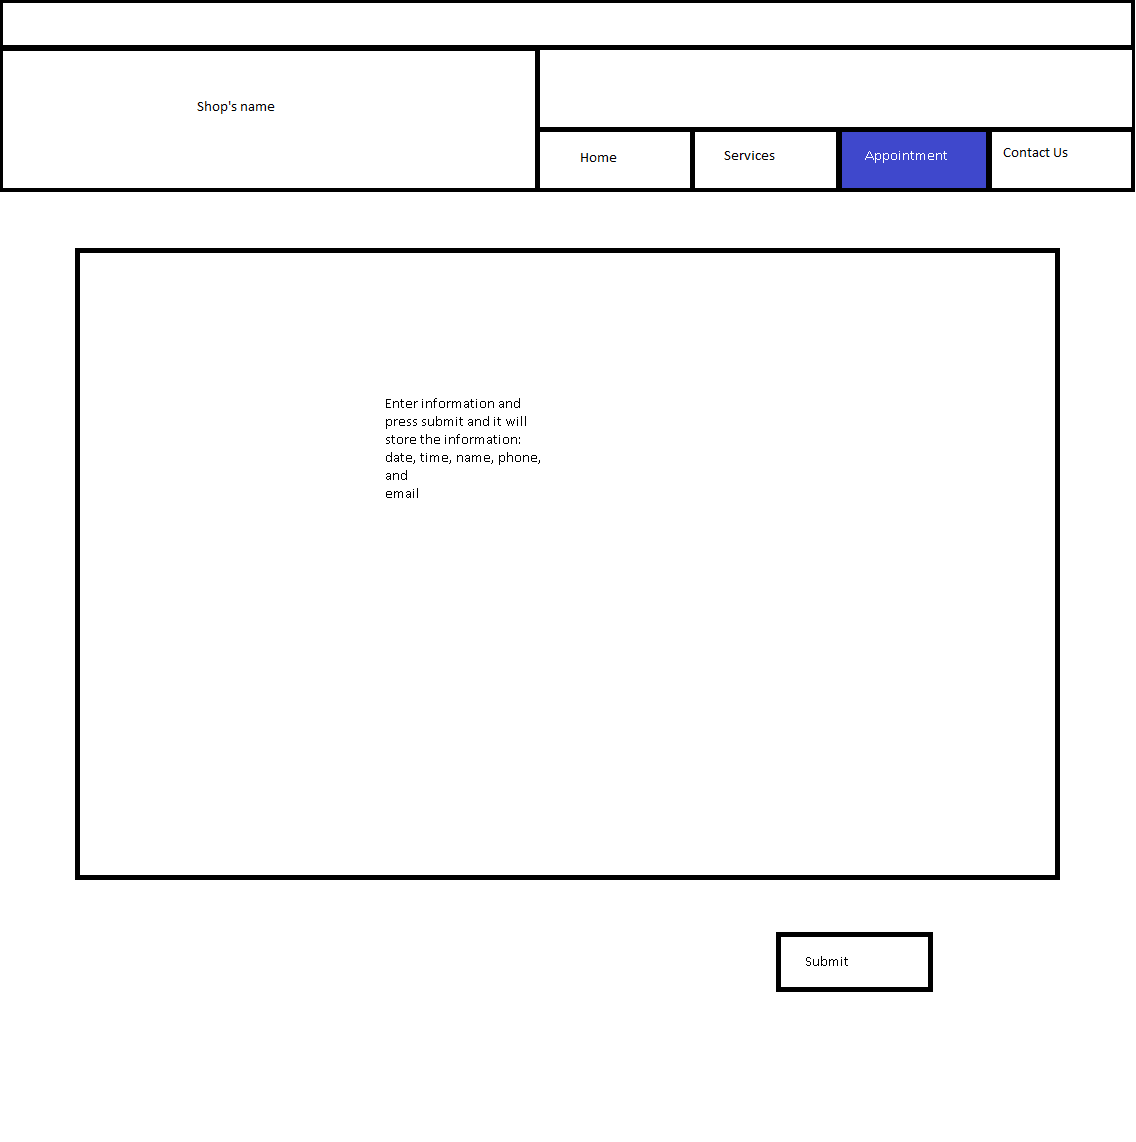 Shop's name
Home
Services
Appointment
Contact Us
Enter information and
press submit and it will
store the information:
date, time, name, phone,
and
email
Submit